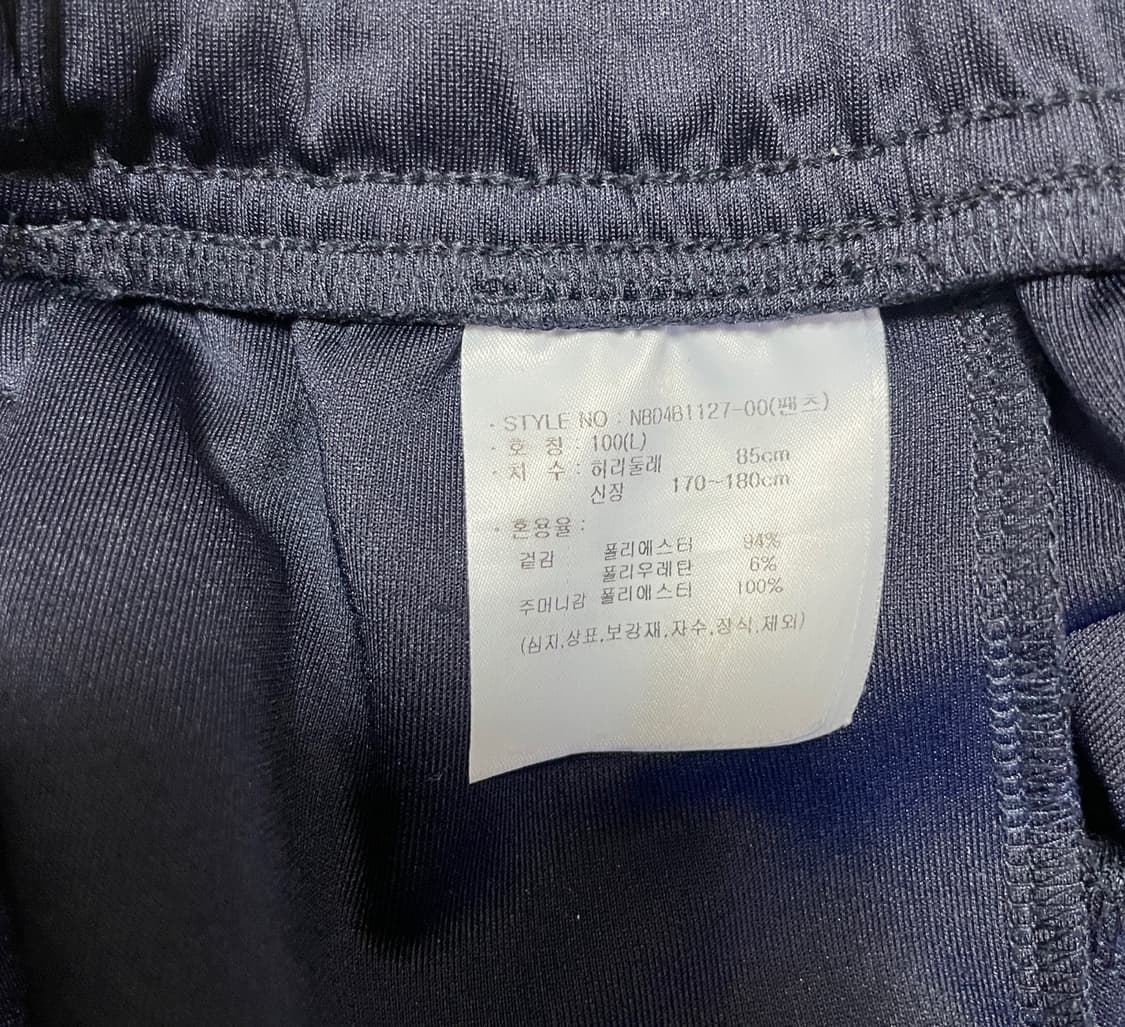 · STYLE NO : NBD4B1127-00(팬츠)
· 호 칭 : 100(L)
· 치 수 : 허리둘레 85cm
신장 170~180cm
· 혼용율 :
겉감 폴리에스터 94%
폴리우레탄 6%
주머니감 폴리에스터 100%
(심지,상표,보강재,자수,장식,제외)